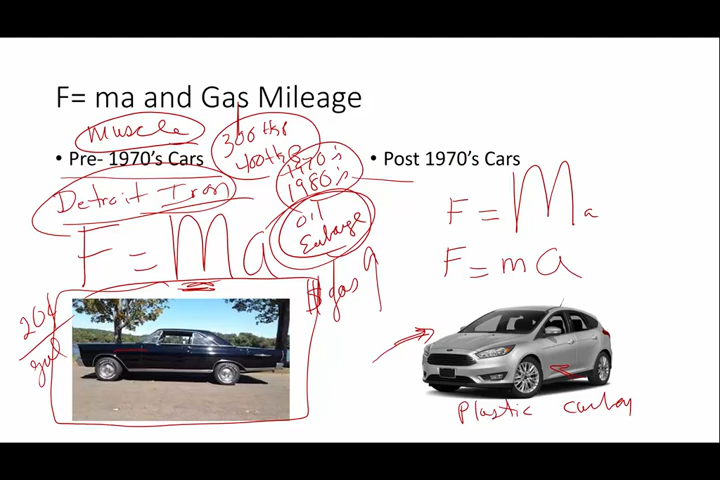 F= ma and Gas Mileage
Muscle
300 Hp
400 Hp
• Pre- 1970's Cars
1970's
1980's
Detroit Iron
F = Ma
Oil
Embargo
$ gas
20¢
gal
• Post 1970's Cars
F = Ma
F = ma
Plastic